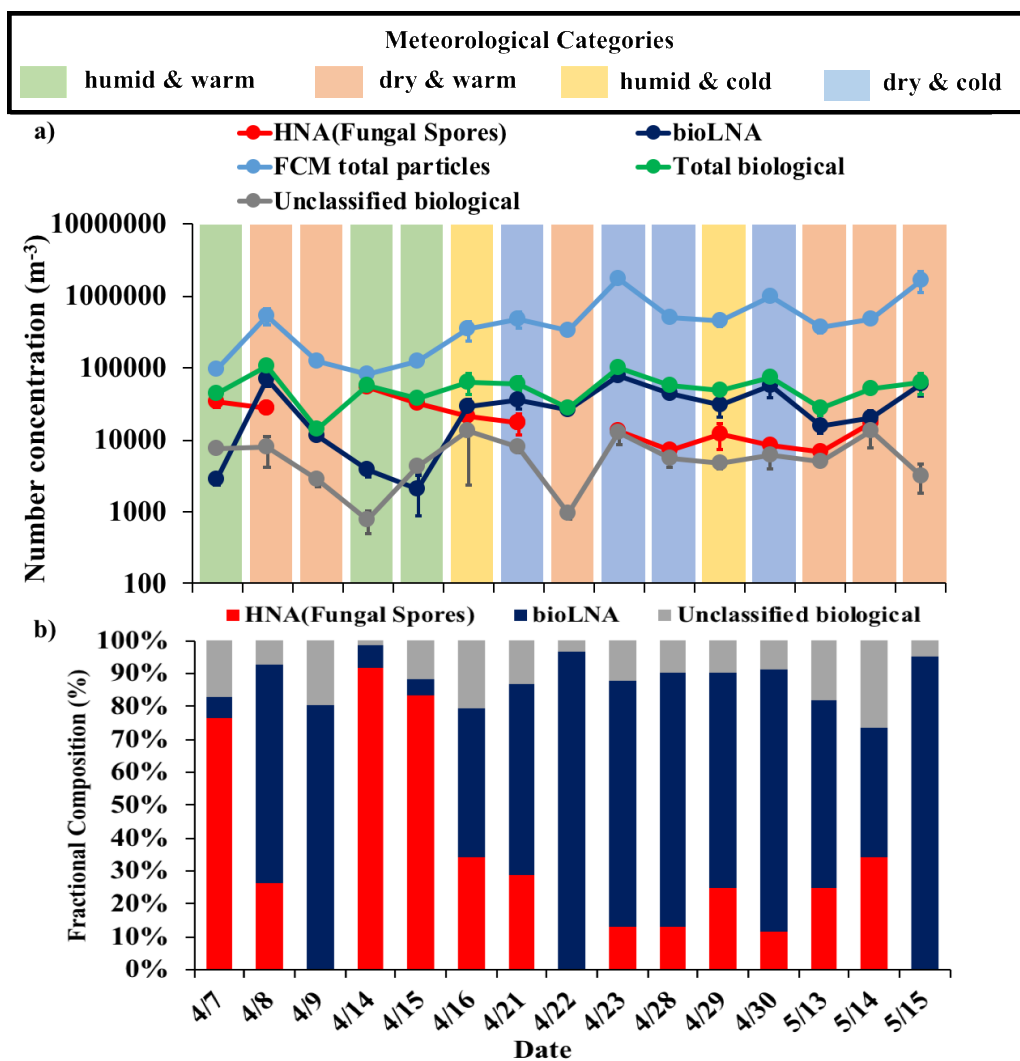 Meteorological Categories
humid & warm dry & warm humid & cold dry & cold
a)
HNA(Fungal Spores) bioLNA
FCM total particles Total biological
Unclassified biological
Number concentration (m-3)
10000000
1000000
100000
10000
1000
100
b)
HNA(Fungal Spores) bioLNA Unclassified biological
Fractional Composition (%)
100%
90%
80%
70%
60%
50%
40%
30%
20%
10%
0%
4/7 4/8 4/9 4/14 4/15 4/16 4/21 4/22 4/23 4/28 4/29 4/30 5/13 5/14 5/15
Date